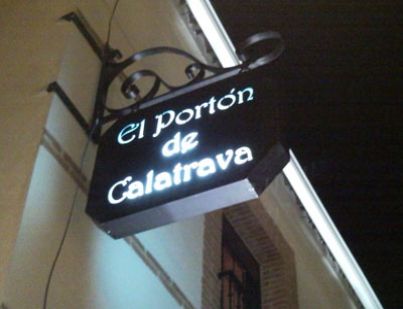 El Portón
de
Calatrava